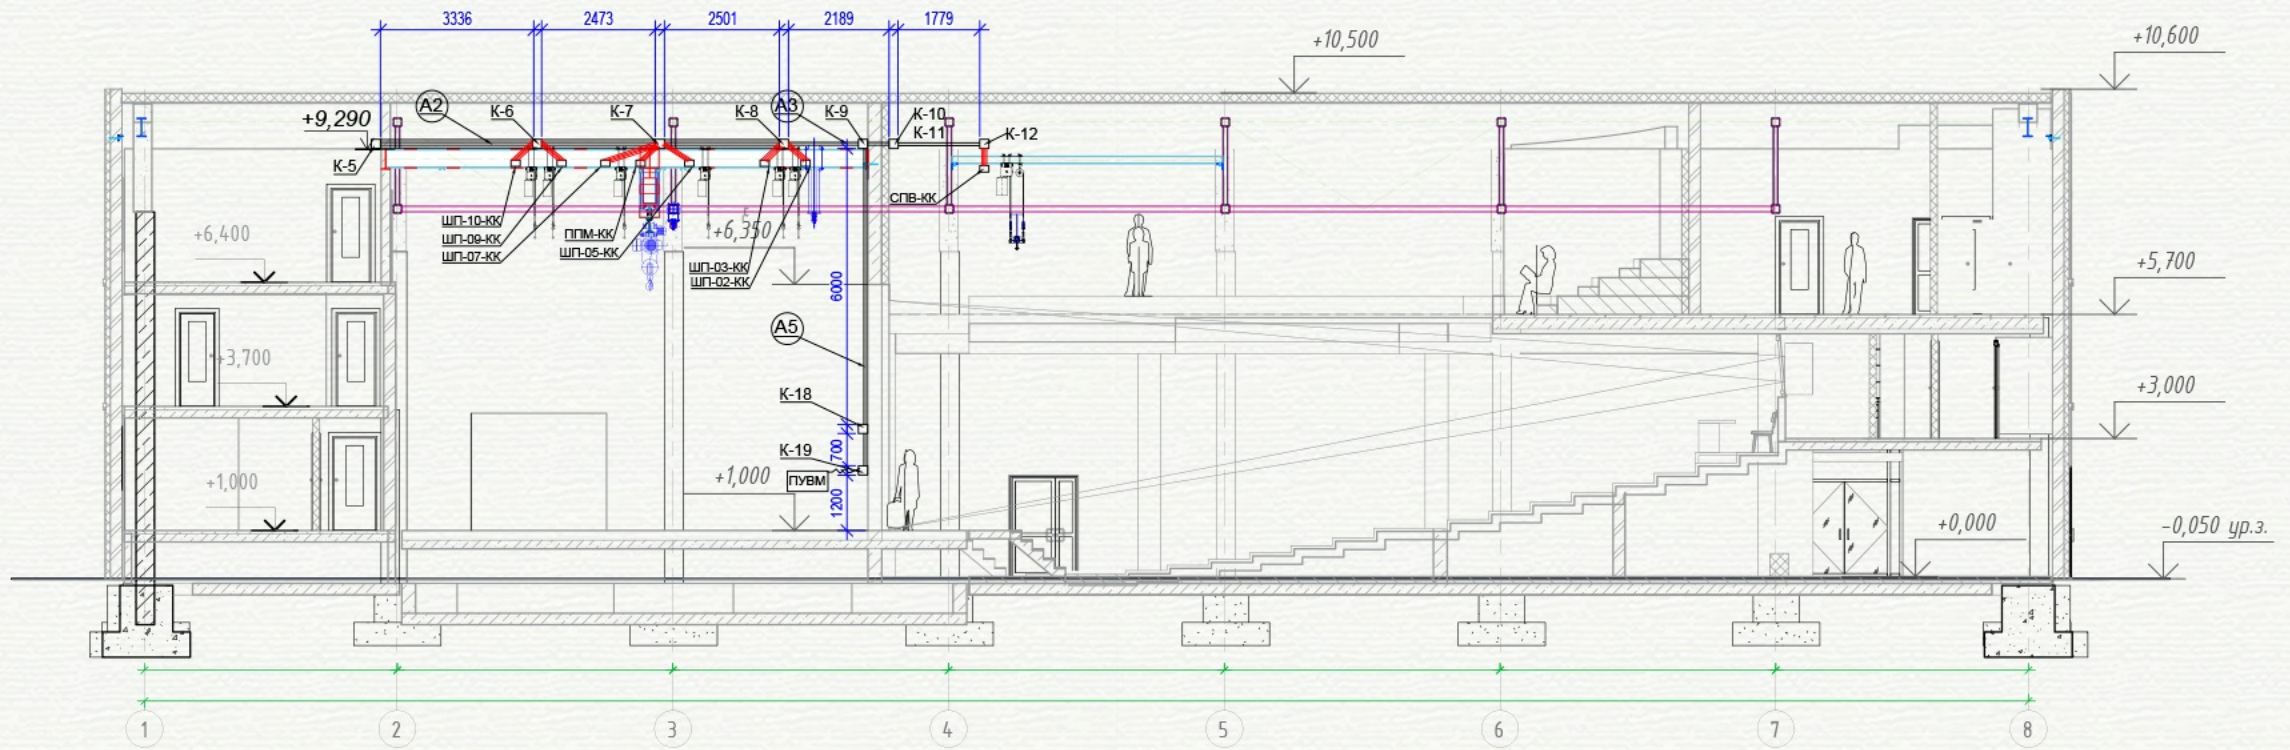 3336 2473 2501 2189 1779
+10,500
+10,600
+9,290
А2
К-6
К-7
К-8
А3
К-9
К-10
К-11
К-12
К-5
СПВ-КК
ШП-10-КК
ШП-09-КК
ШП-07-КК
ППМ-КК
ШП-05-КК
ШП-03-КК
ШП-02-КК
+6,400
+6,350
+5,700
6000
А5
+3,700
+3,000
К-18
700
К-19
ПУВМ
+1,000
+1,000
1200
+0,000
-0,050 ур.з.
1 2 3 4 5 6 7 8